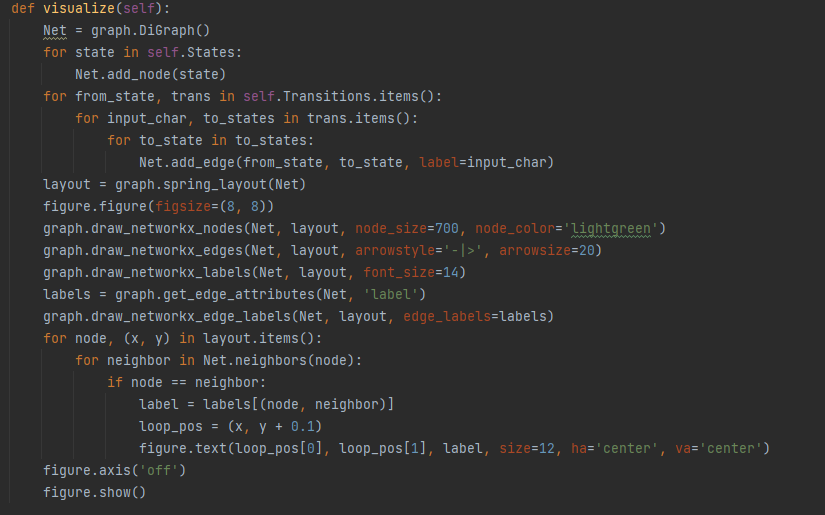 def visualize(self):
    Net = graph.DiGraph()
    for state in self.States:
        Net.add_node(state)
    for from_state, trans in self.Transitions.items():
        for input_char, to_states in trans.items():
            for to_state in to_states:
                Net.add_edge(from_state, to_state, label=input_char)
    layout = graph.spring_layout(Net)
    figure.figure(figsize=(8, 8))
    graph.draw_networkx_nodes(Net, layout, node_size=700, node_color='lightgreen')
    graph.draw_networkx_edges(Net, layout, arrowstyle='-|>', arrowsize=20)
    graph.draw_networkx_labels(Net, layout, font_size=14)
    labels = graph.get_edge_attributes(Net, 'label')
    graph.draw_networkx_edge_labels(Net, layout, edge_labels=labels)
    for node, (x, y) in layout.items():
        for neighbor in Net.neighbors(node):
            if node == neighbor:
                label = labels[(node, neighbor)]
                loop_pos = (x, y + 0.1)
                figure.text(loop_pos[0], loop_pos[1], label, size=12, ha='center', va='center')
    figure.axis('off')
    figure.show()